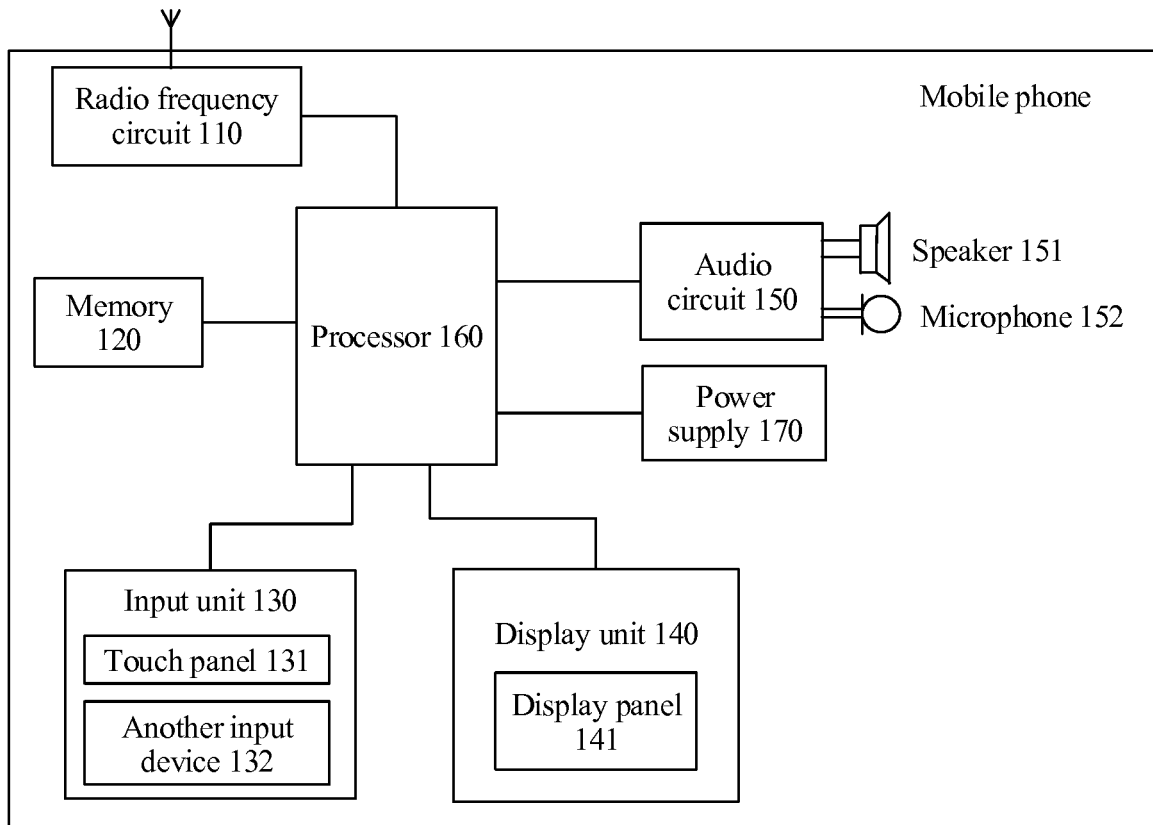 Radio frequency
circuit 110
Mobile phone
Audio
circuit 150
Speaker 151
Microphone 152
Memory
120
Processor 160
Power
supply 170
Input unit 130
Touch panel 131
Another input
device 132
Display unit 140
Display panel
141